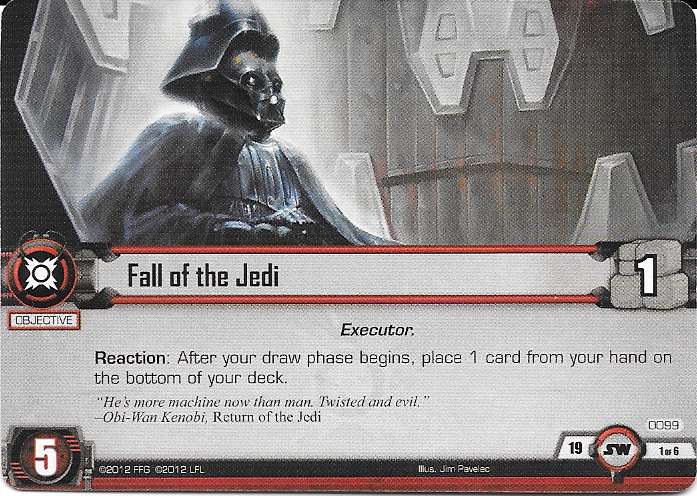 Fall of the Jedi
1
OBJECTIVE
Executor.
Reaction: After your draw phase begins, place 1 card from your hand on
the bottom of your deck.
"He's more machine now than man. Twisted and evil."
–Obi-Wan Kenobi, Return of the Jedi
0099
5
19
SW
1 of 6
©2012 FFG ©2012 LFL
Illus. Jim Pavelec